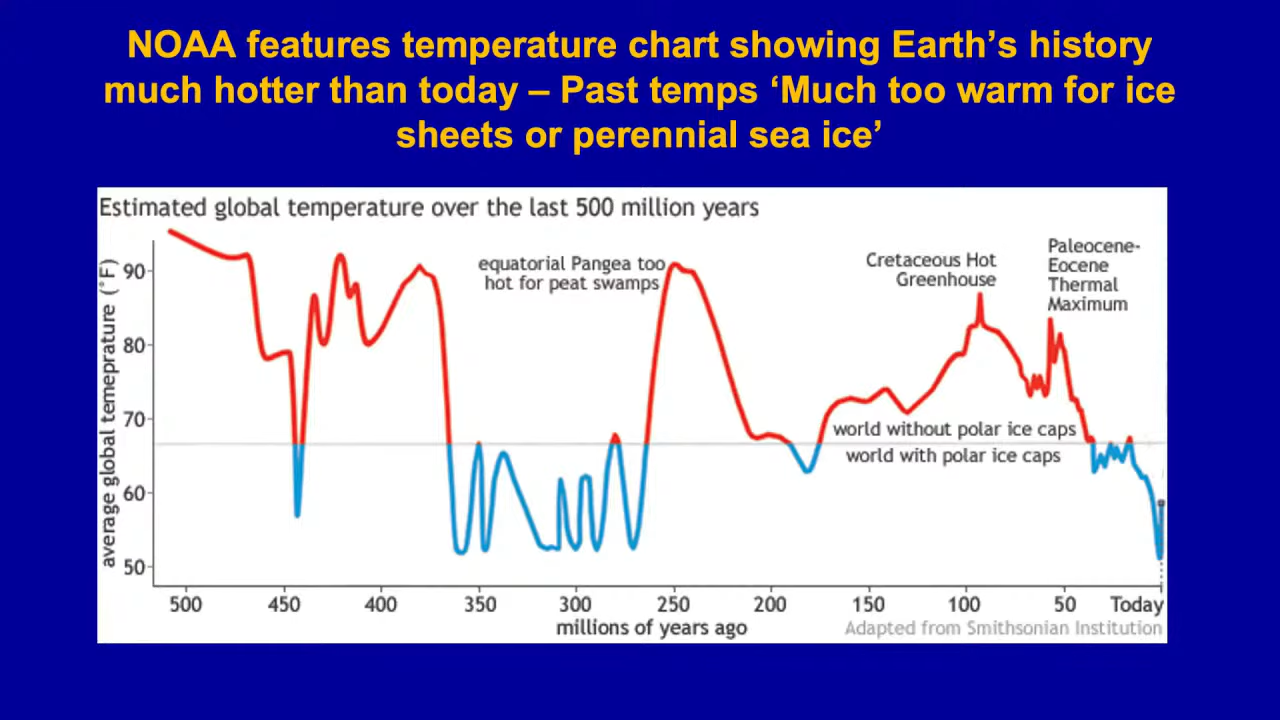 NOAA features temperature chart showing Earth’s history
much hotter than today – Past temps ‘Much too warm for ice
sheets or perennial sea ice’
Estimated global temperature over the last 500 million years
average global temeprature (°F)
90
80
70
60
50
equatorial Pangea too
hot for peat swamps
Cretaceous Hot
Greenhouse
Paleocene-
Eocene
Thermal
Maximum
world without polar ice caps
world with polar ice caps
500 450 400 350 300 250 200 150 100 50 Today
millions of years ago
Adapted from Smithsonian Institution